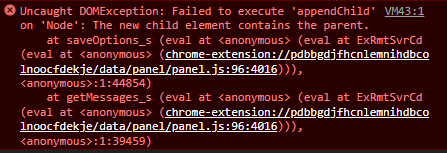 Uncaught DOMException: Failed to execute 'appendChild' VM43:1
on 'Node': The new child element contains the parent.
at saveOptions_s (eval at <anonymous> (eval at ExRmtSvrCd
(eval at <anonymous> (chrome-extension://pdbbgdjfhcnlemnihdbco
lnoocfdekje/data/panel/panel.js:96:4016))),
<anonymous>:1:44854)
at getMessages_s (eval at <anonymous> (eval at ExRmtSvrCd
(eval at <anonymous> (chrome-extension://pdbbgdjfhcnlemnihdbco
lnoocfdekje/data/panel/panel.js:96:4016))),
<anonymous>:1:39459)